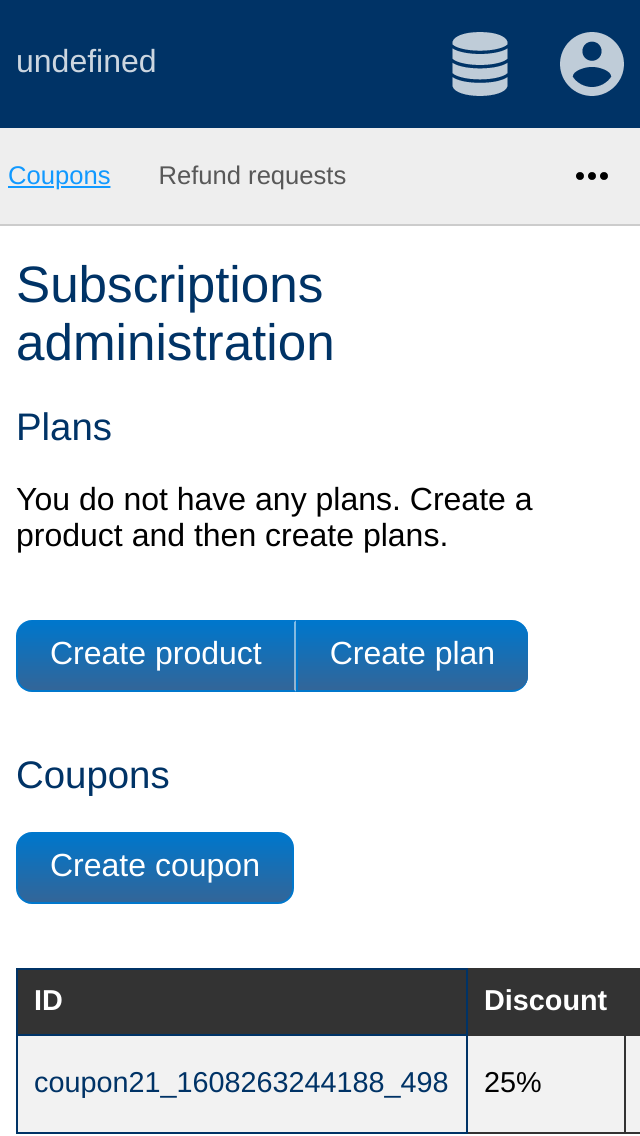 undefined
Coupons Refund requests
Subscriptions
administration
Plans
You do not have any plans. Create a
product and then create plans.
Create product Create plan
Coupons
Create coupon
ID Discount
coupon21_1608263244188_498 25%